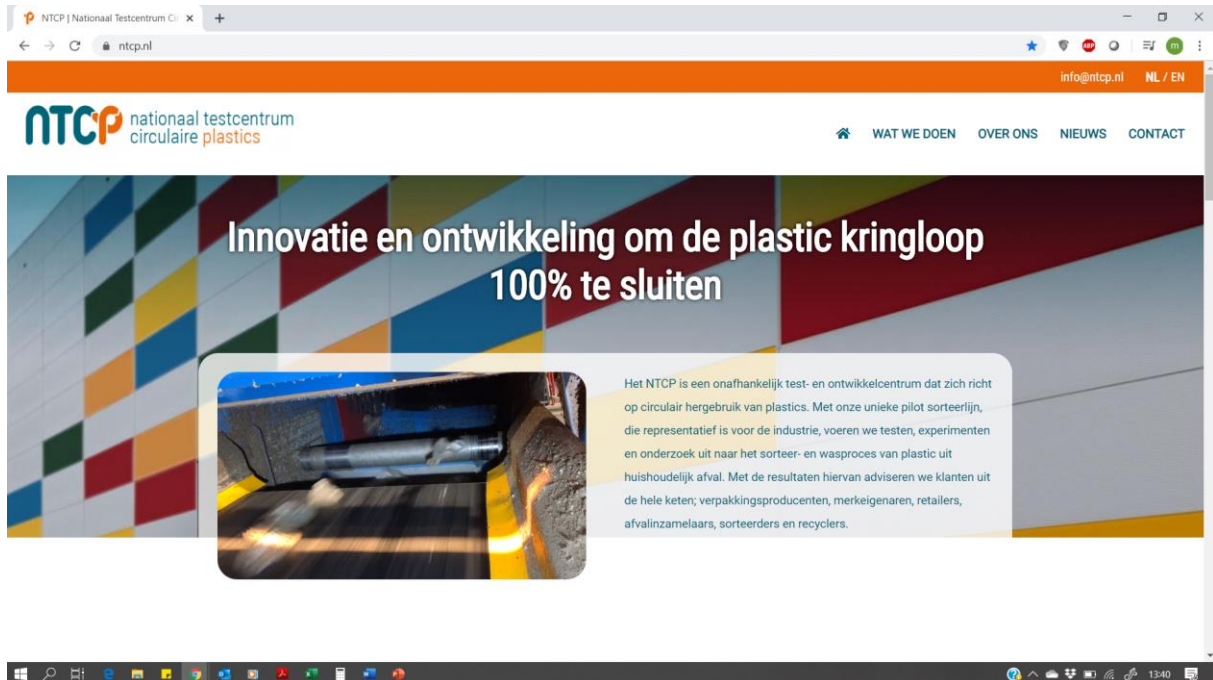 NTCP | Nationaal Testcentrum Ci
ntcp.nl
ABP
m
info@ntcp.nl NL / EN
nTCP nationaal testcentrum
circulaire plastics
WAT WE DOEN OVER ONS NIEUWS CONTACT
Innovatie en ontwikkeling om de plastic kringloop
100% te sluiten
Het NTCP is een onafhankelijk test- en ontwikkelcentrum dat zich richt
op circulair hergebruik van plastics. Met onze unieke pilot sorteerlijn,
die representatief is voor de industrie, voeren we testen, experimenten
en onderzoek uit naar het sorteer- en wasproces van plastic uit
huishoudelijk afval. Met de resultaten hiervan adviseren we klanten uit
de hele keten; verpakkingsproducenten, merkeigenaren, retailers,
afvalinzamelaars, sorteerders en recyclers.
13:40